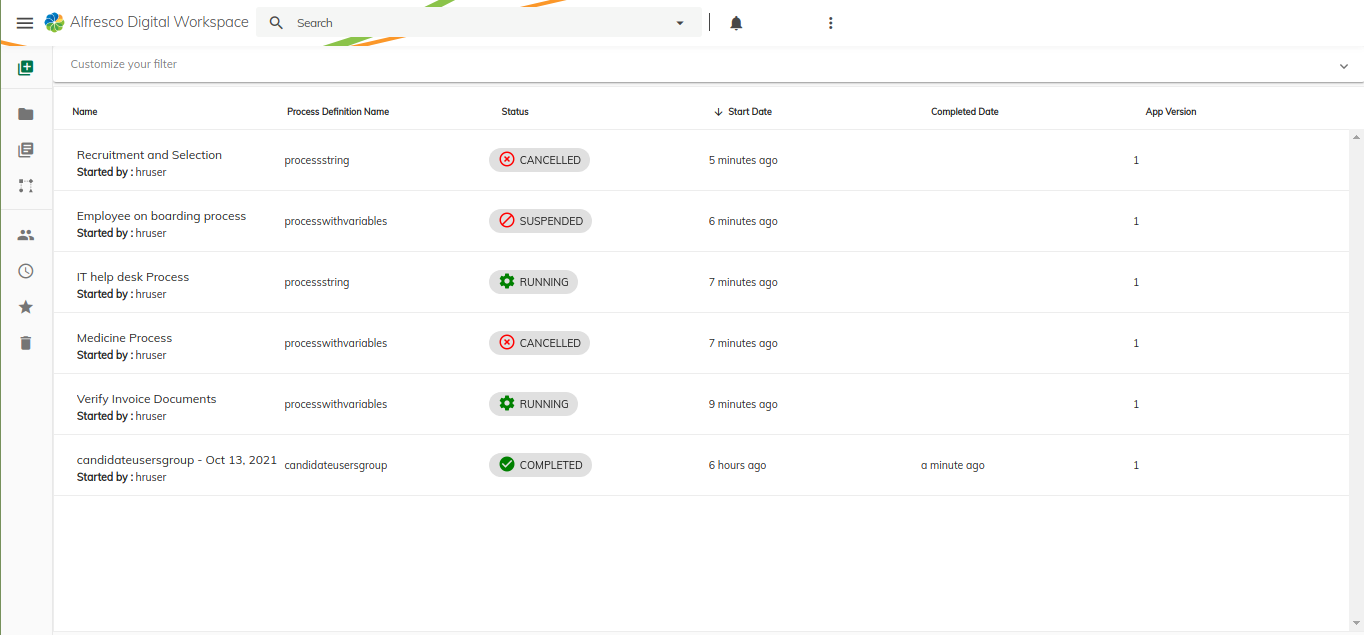 Alfresco Digital Workspace Search
Customize your filter
Name Process Definition Name Status Start Date Completed Date App Version
Recruitment and Selection
Started by : hruser
processstring CANCELLED 5 minutes ago 1
Employee on boarding process
Started by : hruser
processwithvariables SUSPENDED 6 minutes ago 1
IT help desk Process
Started by : hruser
processstring RUNNING 7 minutes ago 1
Medicine Process
Started by : hruser
processwithvariables CANCELLED 7 minutes ago 1
Verify Invoice Documents
Started by : hruser
processwithvariables RUNNING 9 minutes ago 1
candidateusersgroup - Oct 13, 2021
Started by : hruser
candidateusersgroup COMPLETED 6 hours ago a minute ago 1